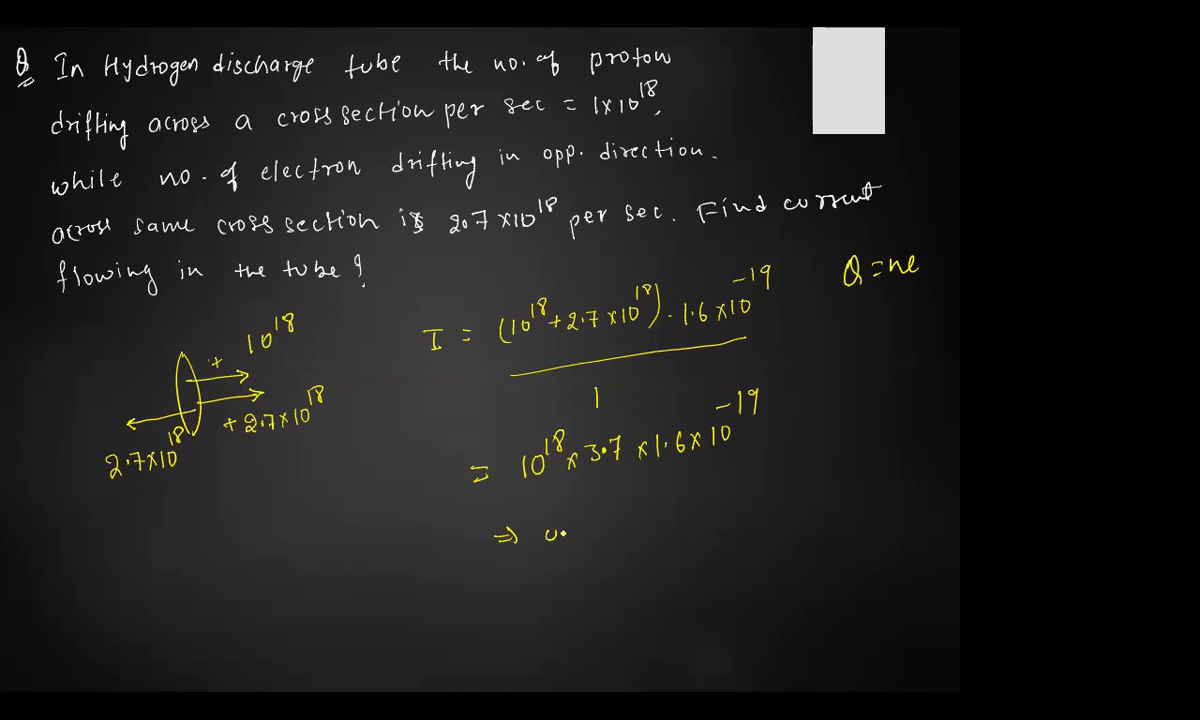 Q In Hydrogen discharge tube the no. of proton
drifting across a cross section per sec = 1×10^18,
while no. of electron drifting in opp. direction.
across same cross section is 2.7×10^18 per sec. Find current
flowing in the tube?
Q = ne
I = (10^18 + 2.7×10^18) · 1.6×10^-19
1
= 10^18 × 3.7 × 1.6×10^-19
⇒ 0.
+ 10^18
+2.7×10^18
2.7×10^18